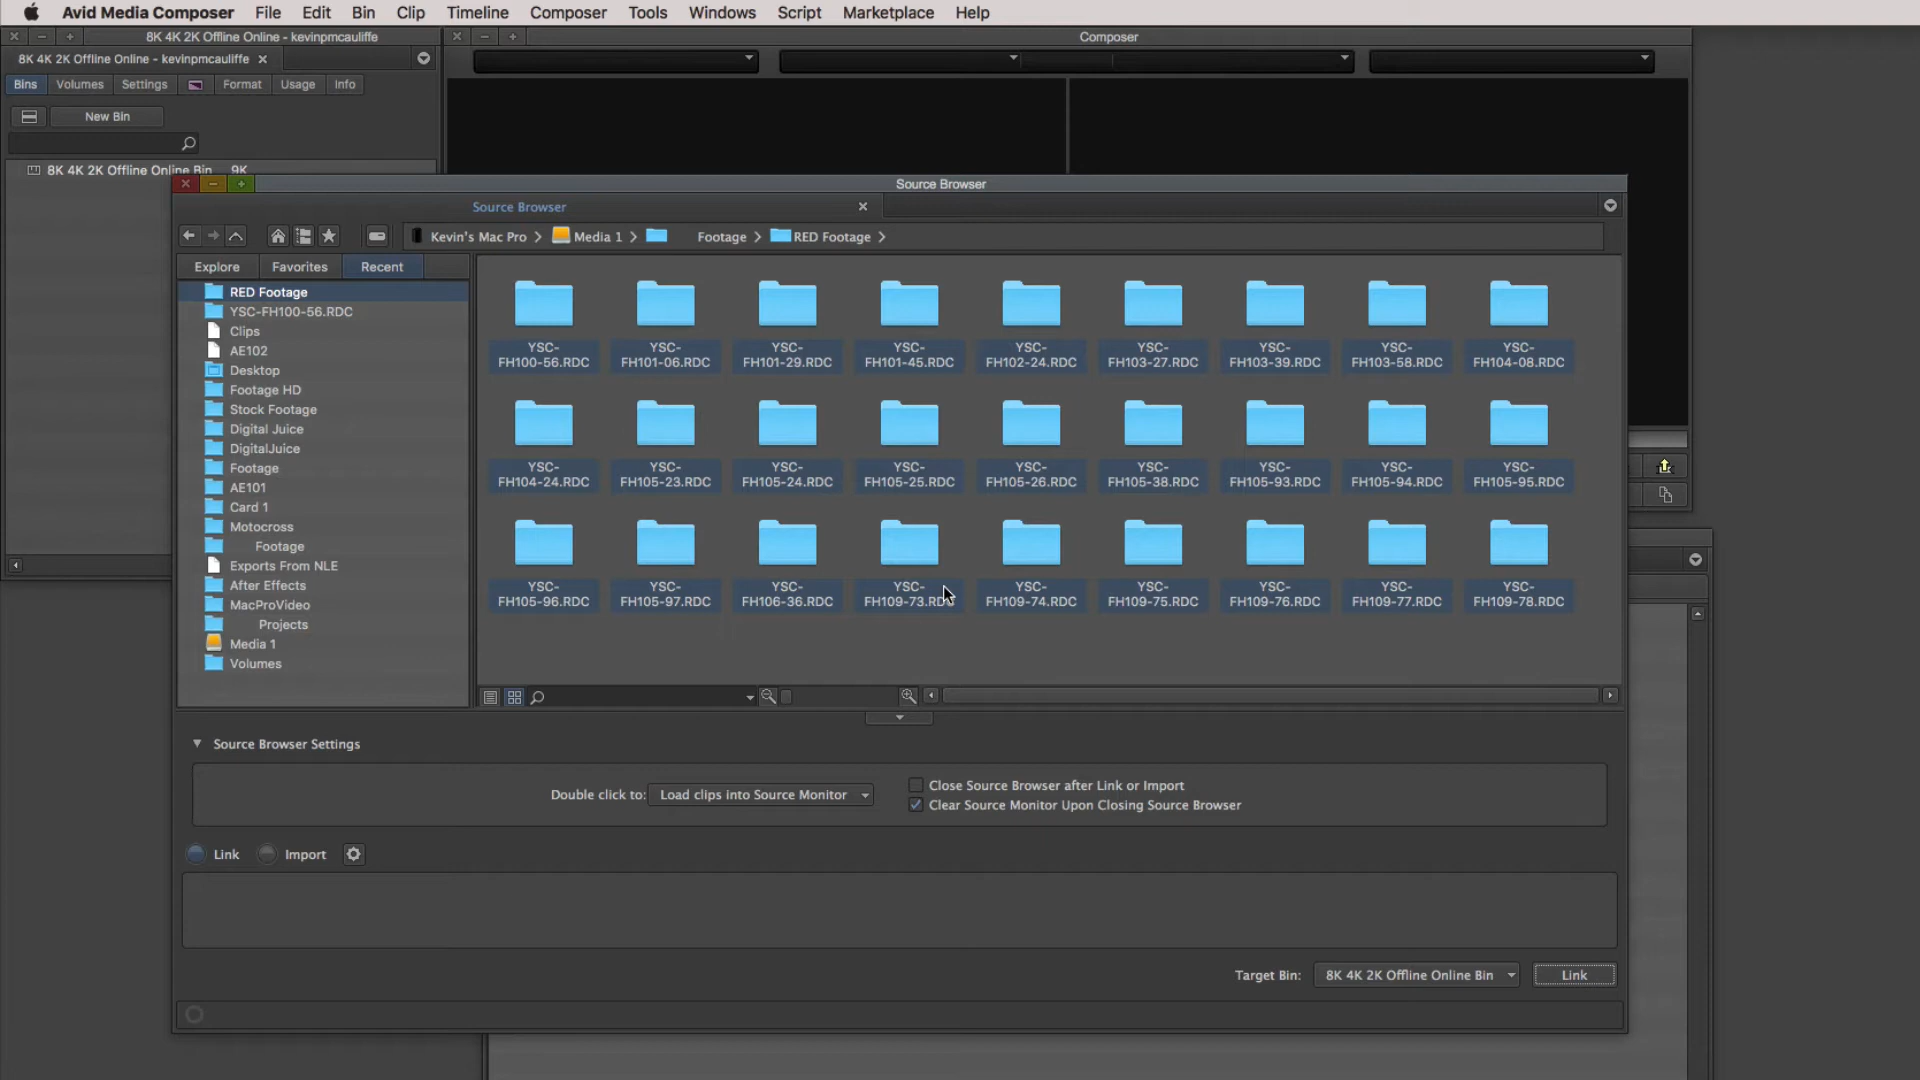 Avid Media Composer File Edit Bin Clip Timeline Composer Tools Windows Script Marketplace Help
8K 4K 2K Offline Online - kevinpmcauliffe
Composer
8K 4K 2K Offline Online - kevinpmcauliffe
Bins Volumes Settings Format Usage Info
New Bin
8K 4K 2K Offline Online Bin 9K
Source Browser
Source Browser
Kevin's Mac Pro Media 1 Footage RED Footage
Explore Favorites Recent
RED Footage
YSC-FH100-56.RDC
Clips
AE102
Desktop
Footage HD
Stock Footage
Digital Juice
DigitalJuice
Footage
AE101
Card 1
Motocross
Footage
Exports From NLE
After Effects
MacProVideo
Projects
Media 1
Volumes
YSC- YSC- YSC- YSC- YSC- YSC- YSC- YSC- YSC-
FH100-56.RDC FH101-06.RDC FH101-29.RDC FH101-45.RDC FH102-24.RDC FH103-27.RDC FH103-39.RDC FH103-58.RDC FH104-08.RDC
YSC- YSC- YSC- YSC- YSC- YSC- YSC- YSC- YSC-
FH104-24.RDC FH105-23.RDC FH105-24.RDC FH105-25.RDC FH105-26.RDC FH105-38.RDC FH105-93.RDC FH105-94.RDC FH105-95.RDC
YSC- YSC- YSC- YSC- YSC- YSC- YSC- YSC- YSC-
FH105-96.RDC FH105-97.RDC FH106-36.RDC FH109-73.RDC FH109-74.RDC FH109-75.RDC FH109-76.RDC FH109-77.RDC FH109-78.RDC
Source Browser Settings
Double click to: Load clips into Source Monitor
Close Source Browser after Link or Import
Clear Source Monitor Upon Closing Source Browser
Link Import
Target Bin: 8K 4K 2K Offline Online Bin Link